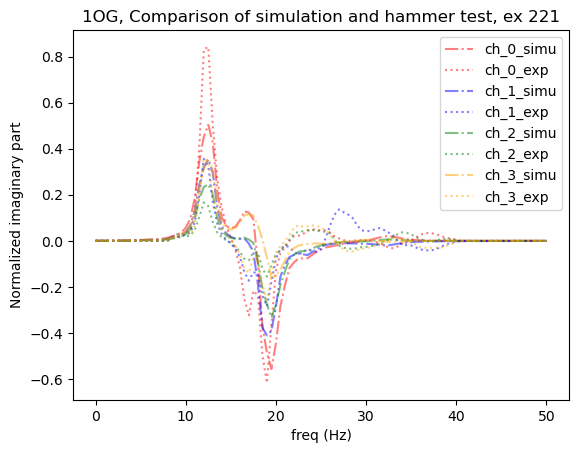 1OG, Comparison of simulation and hammer test, ex 221
ch_0_simu
ch_0_exp
ch_1_simu
ch_1_exp
ch_2_simu
ch_2_exp
ch_3_simu
ch_3_exp
Normalized imaginary part
0.8
0.6
0.4
0.2
0.0
−0.2
−0.4
−0.6
0 10 20 30 40 50
freq (Hz)